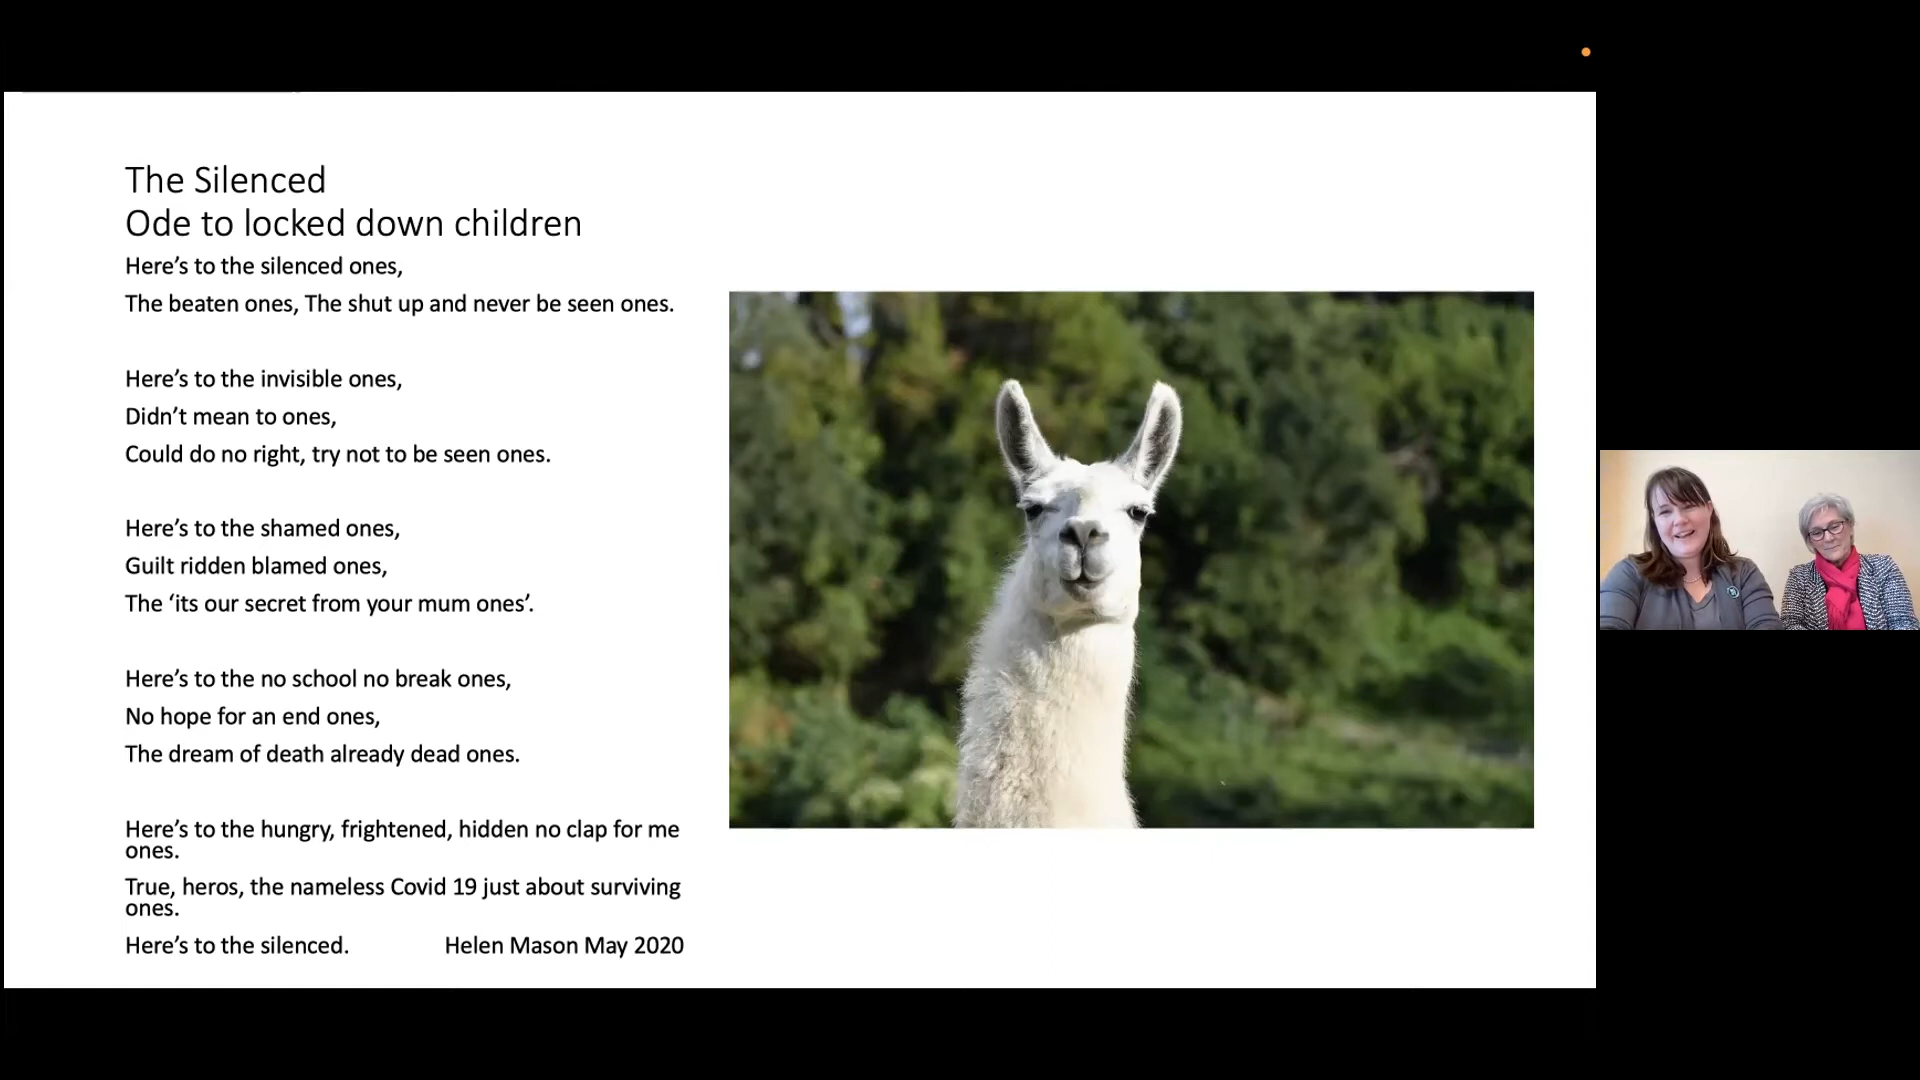 The Silenced
Ode to locked down children
Here’s to the silenced ones,
The beaten ones, The shut up and never be seen ones.
Here’s to the invisible ones,
Didn’t mean to ones,
Could do no right, try not to be seen ones.
Here’s to the shamed ones,
Guilt ridden blamed ones,
The ‘its our secret from your mum ones’.
Here’s to the no school no break ones,
No hope for an end ones,
The dream of death already dead ones.
Here’s to the hungry, frightened, hidden no clap for me
ones.
True, heros, the nameless Covid 19 just about surviving
ones.
Here’s to the silenced. Helen Mason May 2020